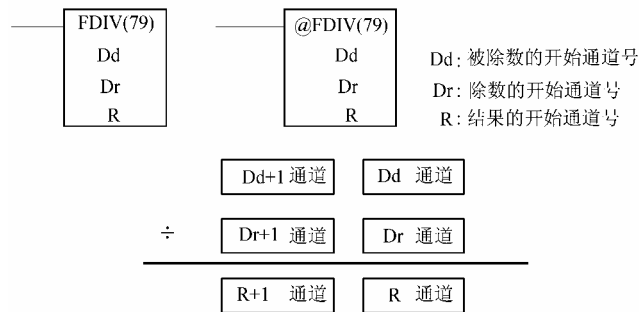 FDIV(79)
Dd
Dr
R
@FDIV(79)
Dd
Dr
R
Dd: 被除数的开始通道号
Dr: 除数的开始通道号
R: 结果的开始通道号
Dd+1 通道 Dd 通道
÷ Dr+1 通道 Dr 通道
R+1 通道 R 通道